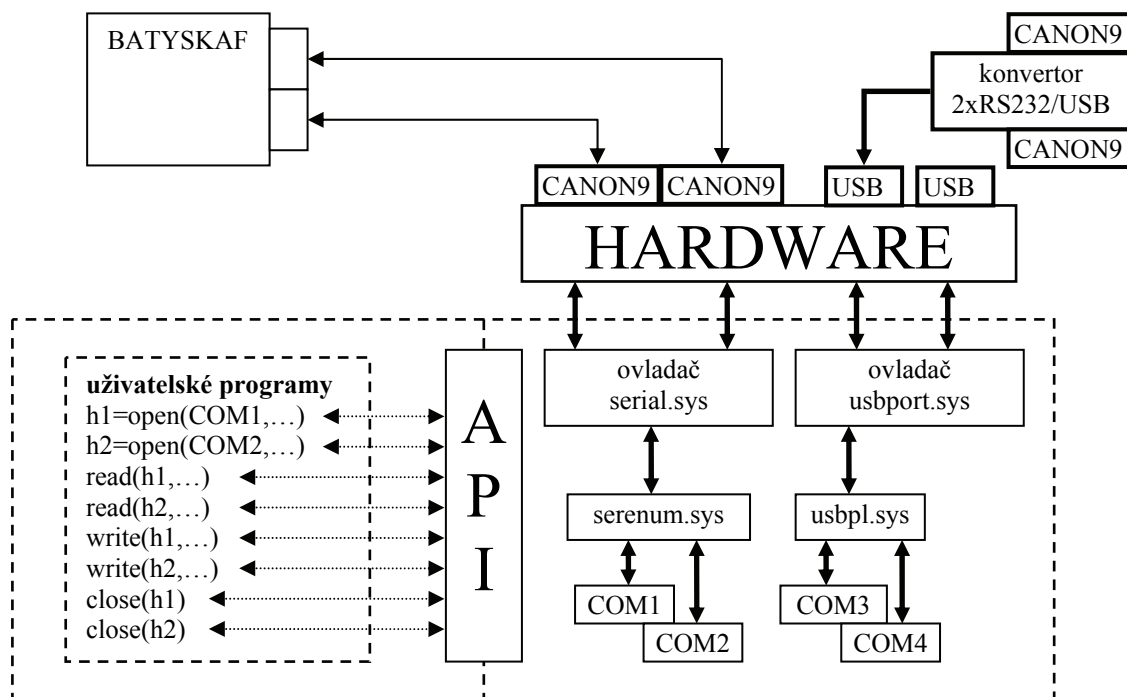 BATYSKAF
CANON9
konvertor
2xRS232/USB
CANON9
CANON9 CANON9 USB USB
HARDWARE
uživatelské programy
h1=open(COM1,…)
h2=open(COM2,…)
read(h1,…)
read(h2,…)
write(h1,…)
write(h2,…)
close(h1)
close(h2)
A
P
I
ovladač
serial.sys
ovladač
usbport.sys
serenum.sys
usbpl.sys
COM1
COM2
COM3
COM4